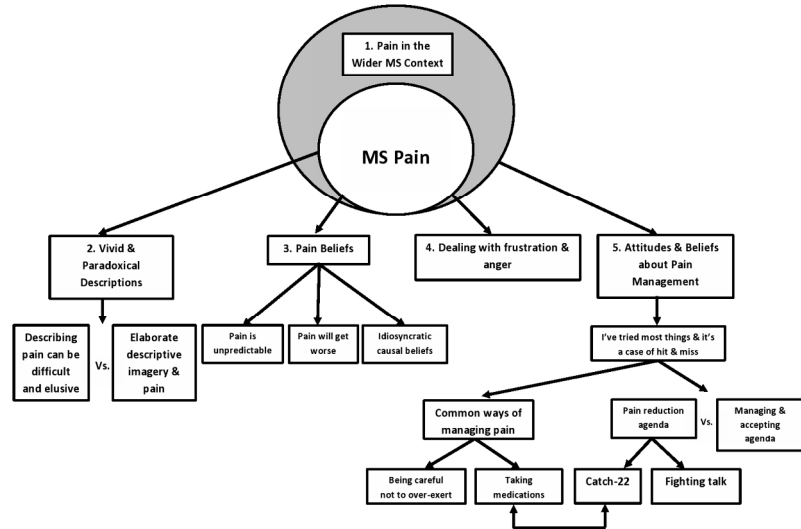 1. Pain in the
Wider MS Context
MS Pain
2. Vivid &
Paradoxical
Descriptions
3. Pain Beliefs
4. Dealing with frustration &
anger
5. Attitudes & Beliefs
about Pain
Management
Describing
pain can be
difficult
and elusive
Vs.
Elaborate
descriptive
imagery &
pain
Pain is
unpredictable
Pain will get
worse
Idiosyncratic
causal beliefs
I've tried most things & it's
a case of hit & miss
Common ways of
managing pain
Pain reduction
agenda
Vs.
Managing &
accepting
agenda
Being careful
not to over-exert
Taking
medications
Catch-22
Fighting talk